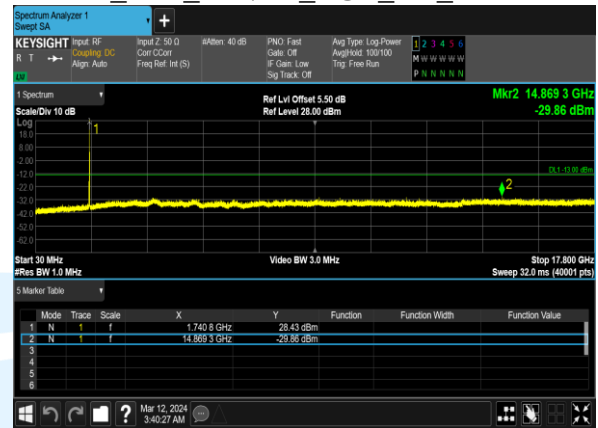 Spectrum Analyzer 1
Swept SA
KEYSIGHT Input: RF Input Z: 50 Ω #Atten: 40 dB PNO: Fast Avg Type: Log-Power 1 2 3 4 5 6
R T Coupling: DC Corr CCorr Gate: Off Avg|Hold: 100/100 M W W W W W
Align: Auto Freq Ref: Int (S) IF Gain: Low Trig: Free Run P N N N N N
Sig Track: Off
LV
1 Spectrum Ref Lvl Offset 5.50 dB Mkr2 14.869 3 GHz
Scale/Div 10 dB Ref Level 28.00 dBm -29.86 dBm
Log
1
18.0
8.00
-2.00
-12.0 DL1 -13.00 dBm
-22.0 2
-32.0
-42.0
-52.0
-62.0
Start 30 MHz Video BW 3.0 MHz Stop 17.800 GHz
#Res BW 1.0 MHz Sweep 32.0 ms (40001 pts)
5 Marker Table
Mode Trace Scale X Y Function Function Width Function Value
1 N 1 f 1.740 8 GHz 28.43 dBm
2 N 1 f 14.869 3 GHz -29.86 dBm
3
4
5
6
? Mar 12, 2024
3:40:27 AM